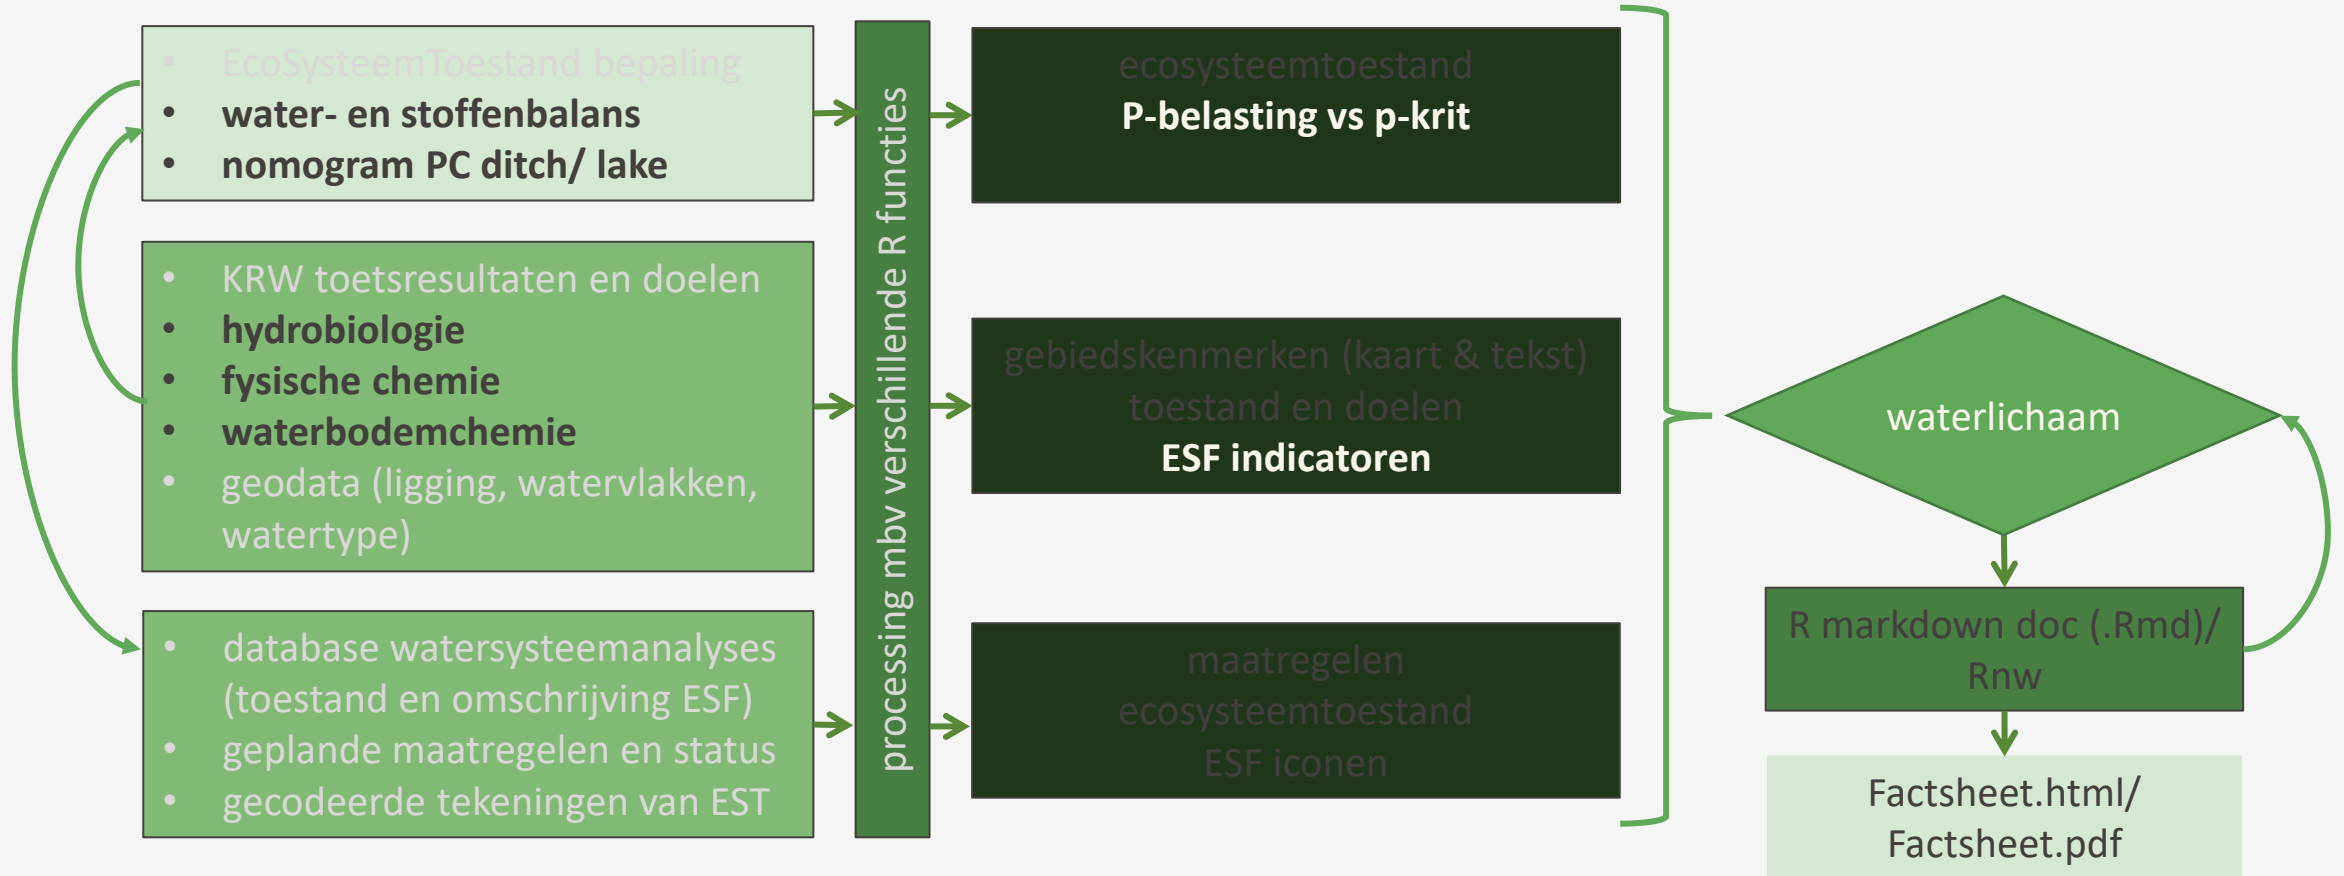 • EcoSysteemToestand bepaling
• water- en stoffenbalans
• nomogram PC ditch/ lake
• KRW toetsresultaten en doelen
• hydrobiologie
• fysische chemie
• waterbodemchemie
• geodata (ligging, watervlakken,
watertype)
• database watersysteemanalyses
(toestand en omschrijving ESF)
• geplande maatregelen en status
• gecodeerde tekeningen van EST
processing mbv verschillende R functies
ecosysteemtoestand
P-belasting vs p-krit
gebiedskenmerken (kaart & tekst)
toestand en doelen
ESF indicatoren
maatregelen
ecosysteemtoestand
ESF iconen
waterlichaam
R markdown doc (.Rmd)/
Rnw
Factsheet.html/
Factsheet.pdf